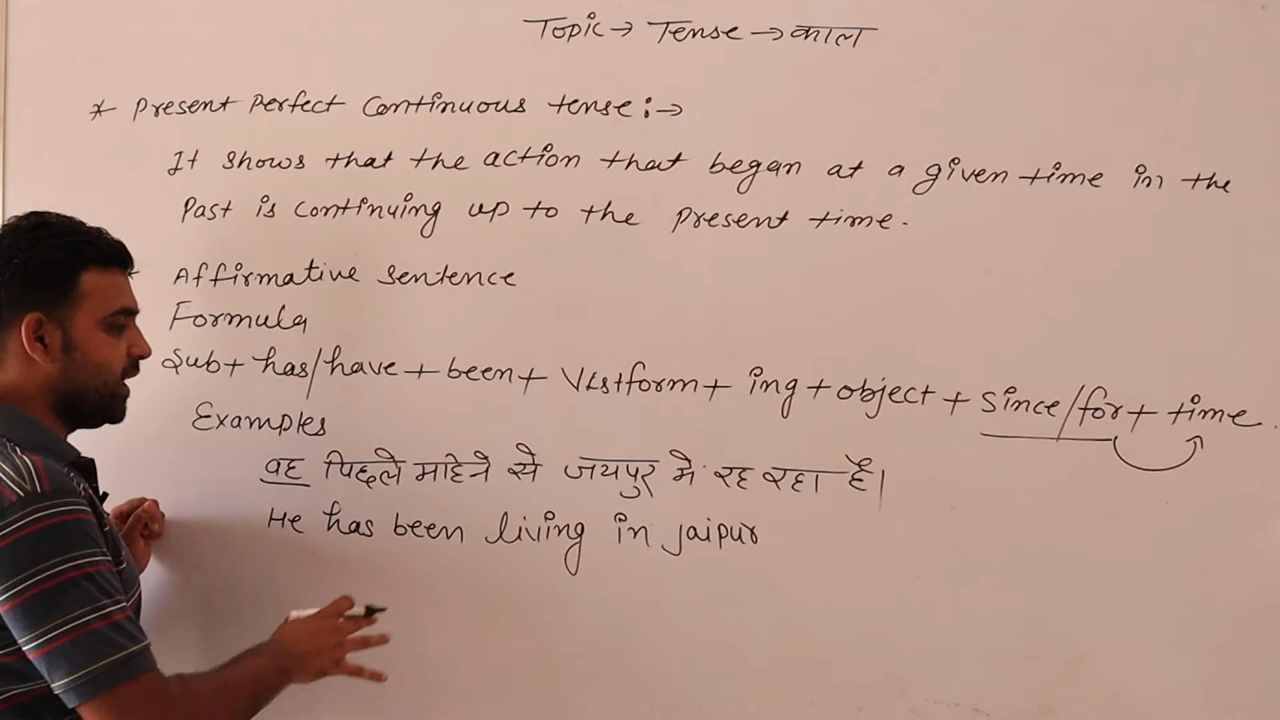 Topic → Tense → काल
* Present Perfect Continuous tense :→
It shows that the action that began at a given time in the
Past is continuing up to the present time.
Affirmative sentence
Formula
Sub + has/have + been + V1stform + ing + object + since/for + time.
Examples
वह पिछले महिने से जयपुर में रह रहा है।
He has been living in Jaipur